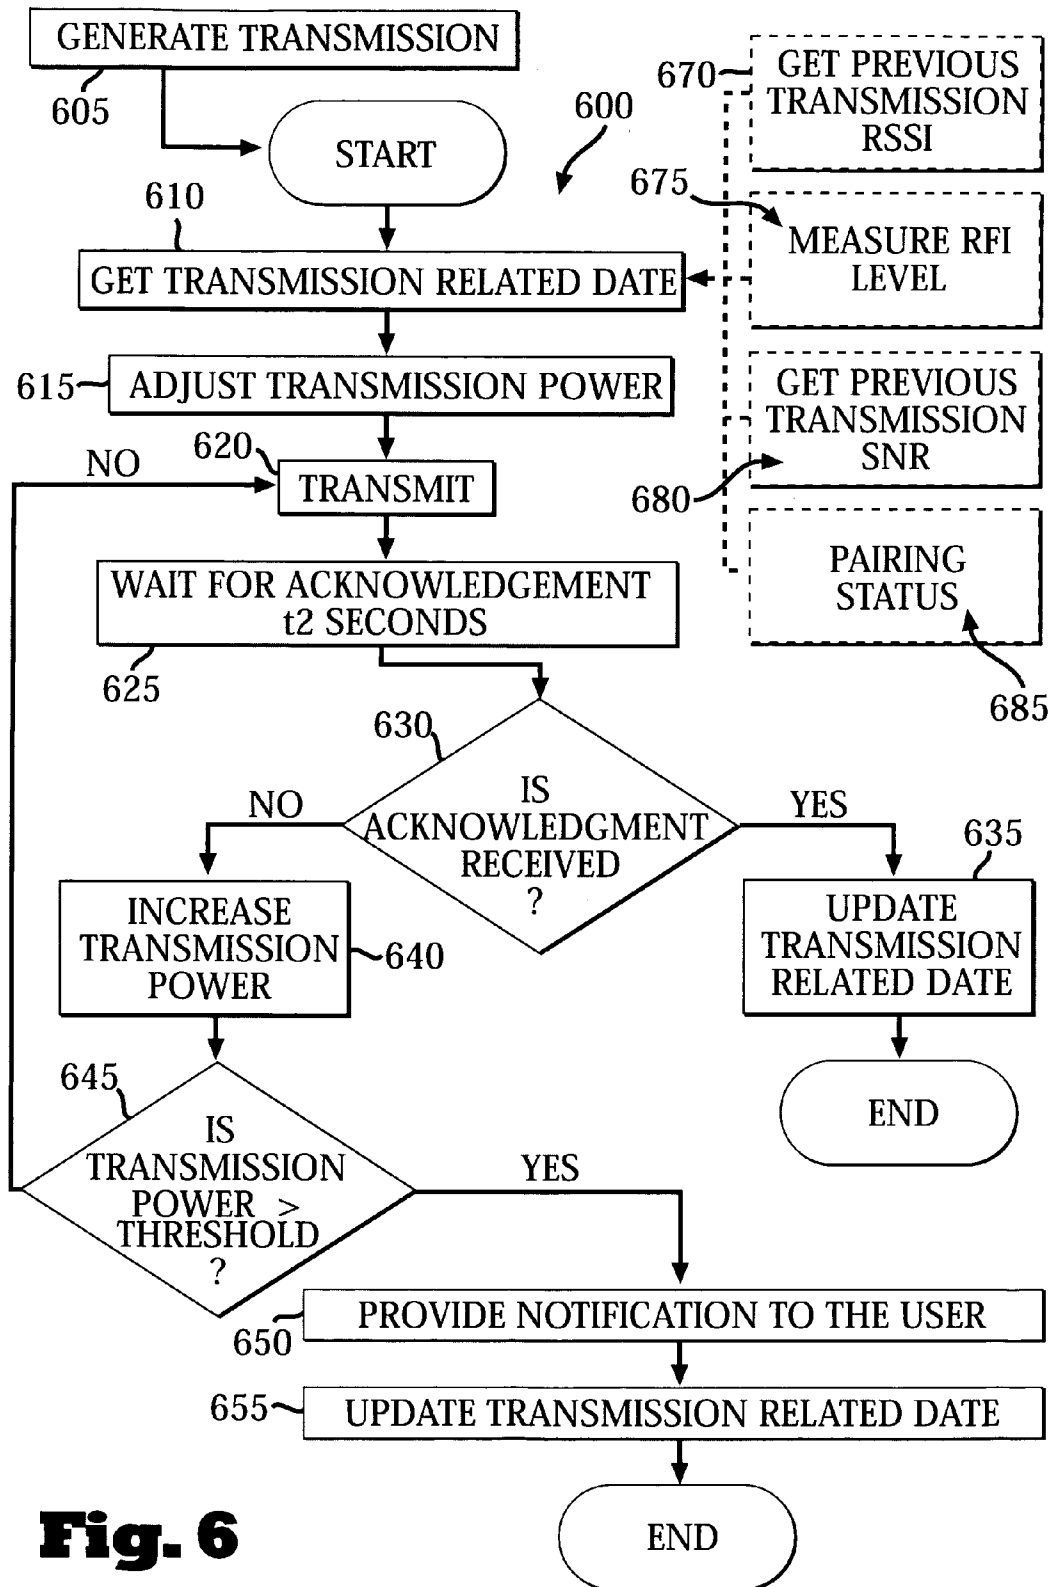 GENERATE TRANSMISSION
605
START
600
670
GET PREVIOUS
TRANSMISSION
RSSI
610
675
MEASURE RFI
LEVEL
GET TRANSMISSION RELATED DATE
615
ADJUST TRANSMISSION POWER
GET PREVIOUS
TRANSMISSION
SNR
680
NO
620
TRANSMIT
WAIT FOR ACKNOWLEDGEMENT
t2 SECONDS
625
PAIRING
STATUS
685
630
IS
ACKNOWLEDGMENT
RECEIVED
?
NO
YES
635
INCREASE
TRANSMISSION
POWER
640
UPDATE
TRANSMISSION
RELATED DATE
END
645
IS
TRANSMISSION
POWER >
THRESHOLD
?
YES
650
PROVIDE NOTIFICATION TO THE USER
655
UPDATE TRANSMISSION RELATED DATE
END
Fig. 6